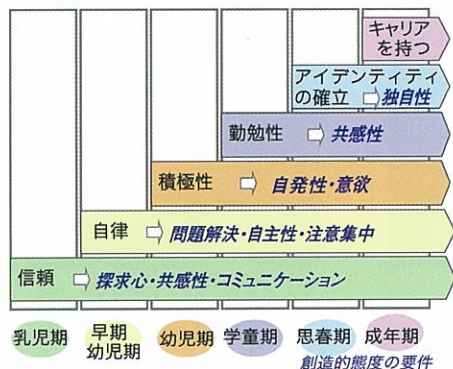 キャリア
を持つ
アイデンティティ
の確立 ⇨ 独自性
勤勉性 ⇨ 共感性
積極性 ⇨ 自発性・意欲
自律 ⇨ 問題解決・自主性・注意集中
信頼 ⇨ 探求心・共感性・コミュニケーション
乳児期 早期幼児期 幼児期 学童期 思春期 成年期
創造的態度の要件